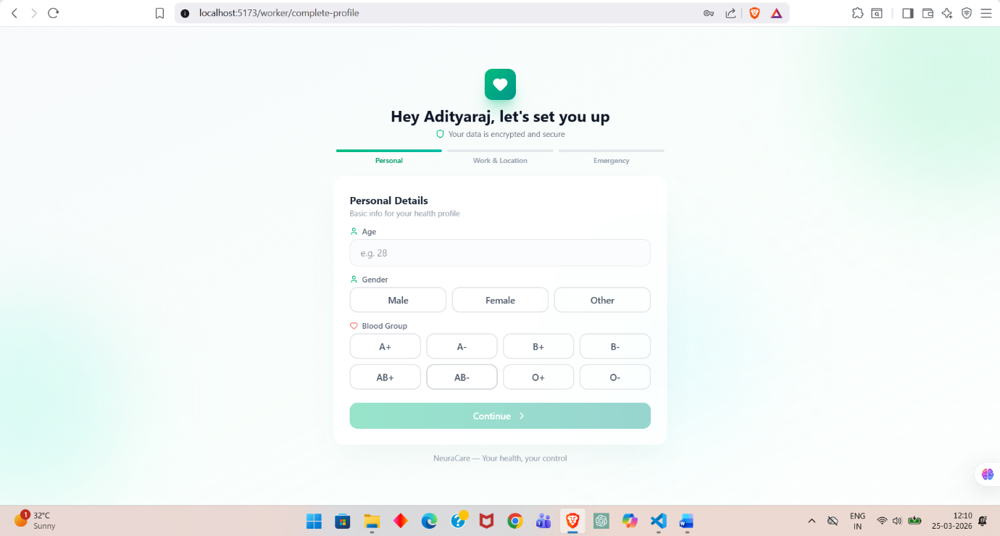 localhost:5173/worker/complete-profile
Hey Adityaraj, let's set you up
Your data is encrypted and secure
Personal
Work & Location
Emergency
Personal Details
Basic info for your health profile
Age
e.g. 28
Gender
Male
Female
Other
Blood Group
A+
A-
B+
B-
AB+
AB-
O+
O-
Continue
NeuraCare — Your health, your control
1
32°C
Sunny
ENG
IN
12:10
25-03-2026